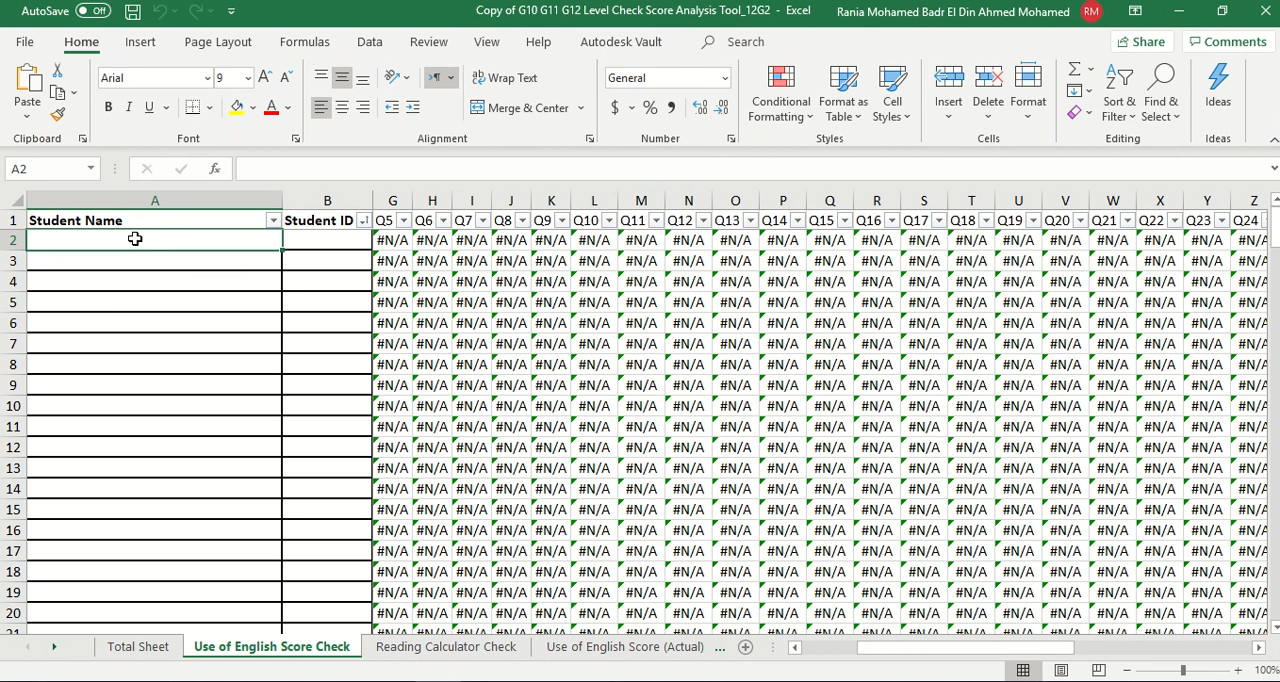 AutoSave Off Copy of G10 G11 G12 Level Check Score Analysis Tool_12G2 - Excel Rania Mohamed Badr El Din Ahmed Mohamed RM
File Home Insert Page Layout Formulas Data Review View Help Autodesk Vault Search Share Comments
Arial 9 Wrap Text General
Paste B I U Merge & Center $ % Conditional Formatting Format as Table Cell Styles Insert Delete Format Sort & Filter Find & Select Ideas
Clipboard Font Alignment Number Styles Cells Editing Ideas
A2 fx
A B G H I J K L M N O P Q R S T U V W X Y Z
1 Student Name Student ID Q5 Q6 Q7 Q8 Q9 Q10 Q11 Q12 Q13 Q14 Q15 Q16 Q17 Q18 Q19 Q20 Q21 Q22 Q23 Q24
2 #N/A #N/A #N/A #N/A #N/A #N/A #N/A #N/A #N/A #N/A #N/A #N/A #N/A #N/A #N/A #N/A #N/A #N/A #N/A #N/A
3 #N/A #N/A #N/A #N/A #N/A #N/A #N/A #N/A #N/A #N/A #N/A #N/A #N/A #N/A #N/A #N/A #N/A #N/A #N/A #N/A
4 #N/A #N/A #N/A #N/A #N/A #N/A #N/A #N/A #N/A #N/A #N/A #N/A #N/A #N/A #N/A #N/A #N/A #N/A #N/A #N/A
5 #N/A #N/A #N/A #N/A #N/A #N/A #N/A #N/A #N/A #N/A #N/A #N/A #N/A #N/A #N/A #N/A #N/A #N/A #N/A #N/A
6 #N/A #N/A #N/A #N/A #N/A #N/A #N/A #N/A #N/A #N/A #N/A #N/A #N/A #N/A #N/A #N/A #N/A #N/A #N/A #N/A
7 #N/A #N/A #N/A #N/A #N/A #N/A #N/A #N/A #N/A #N/A #N/A #N/A #N/A #N/A #N/A #N/A #N/A #N/A #N/A #N/A
8 #N/A #N/A #N/A #N/A #N/A #N/A #N/A #N/A #N/A #N/A #N/A #N/A #N/A #N/A #N/A #N/A #N/A #N/A #N/A #N/A
9 #N/A #N/A #N/A #N/A #N/A #N/A #N/A #N/A #N/A #N/A #N/A #N/A #N/A #N/A #N/A #N/A #N/A #N/A #N/A #N/A
10 #N/A #N/A #N/A #N/A #N/A #N/A #N/A #N/A #N/A #N/A #N/A #N/A #N/A #N/A #N/A #N/A #N/A #N/A #N/A #N/A
11 #N/A #N/A #N/A #N/A #N/A #N/A #N/A #N/A #N/A #N/A #N/A #N/A #N/A #N/A #N/A #N/A #N/A #N/A #N/A #N/A
12 #N/A #N/A #N/A #N/A #N/A #N/A #N/A #N/A #N/A #N/A #N/A #N/A #N/A #N/A #N/A #N/A #N/A #N/A #N/A #N/A
13 #N/A #N/A #N/A #N/A #N/A #N/A #N/A #N/A #N/A #N/A #N/A #N/A #N/A #N/A #N/A #N/A #N/A #N/A #N/A #N/A
14 #N/A #N/A #N/A #N/A #N/A #N/A #N/A #N/A #N/A #N/A #N/A #N/A #N/A #N/A #N/A #N/A #N/A #N/A #N/A #N/A
15 #N/A #N/A #N/A #N/A #N/A #N/A #N/A #N/A #N/A #N/A #N/A #N/A #N/A #N/A #N/A #N/A #N/A #N/A #N/A #N/A
16 #N/A #N/A #N/A #N/A #N/A #N/A #N/A #N/A #N/A #N/A #N/A #N/A #N/A #N/A #N/A #N/A #N/A #N/A #N/A #N/A
17 #N/A #N/A #N/A #N/A #N/A #N/A #N/A #N/A #N/A #N/A #N/A #N/A #N/A #N/A #N/A #N/A #N/A #N/A #N/A #N/A
18 #N/A #N/A #N/A #N/A #N/A #N/A #N/A #N/A #N/A #N/A #N/A #N/A #N/A #N/A #N/A #N/A #N/A #N/A #N/A #N/A
19 #N/A #N/A #N/A #N/A #N/A #N/A #N/A #N/A #N/A #N/A #N/A #N/A #N/A #N/A #N/A #N/A #N/A #N/A #N/A #N/A
20 #N/A #N/A #N/A #N/A #N/A #N/A #N/A #N/A #N/A #N/A #N/A #N/A #N/A #N/A #N/A #N/A #N/A #N/A #N/A #N/A
Total Sheet Use of English Score Check Reading Calculator Check Use of English Score (Actual) ...
100%